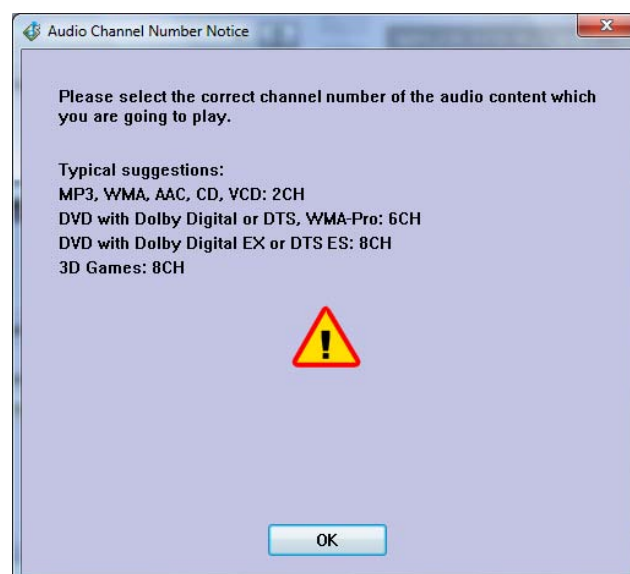 Audio Channel Number Notice
Please select the correct channel number of the audio content which
you are going to play.
Typical suggestions:
MP3, WMA, AAC, CD, VCD: 2CH
DVD with Dolby Digital or DTS, WMA-Pro: 6CH
DVD with Dolby Digital EX or DTS ES: 8CH
3D Games: 8CH
!
OK